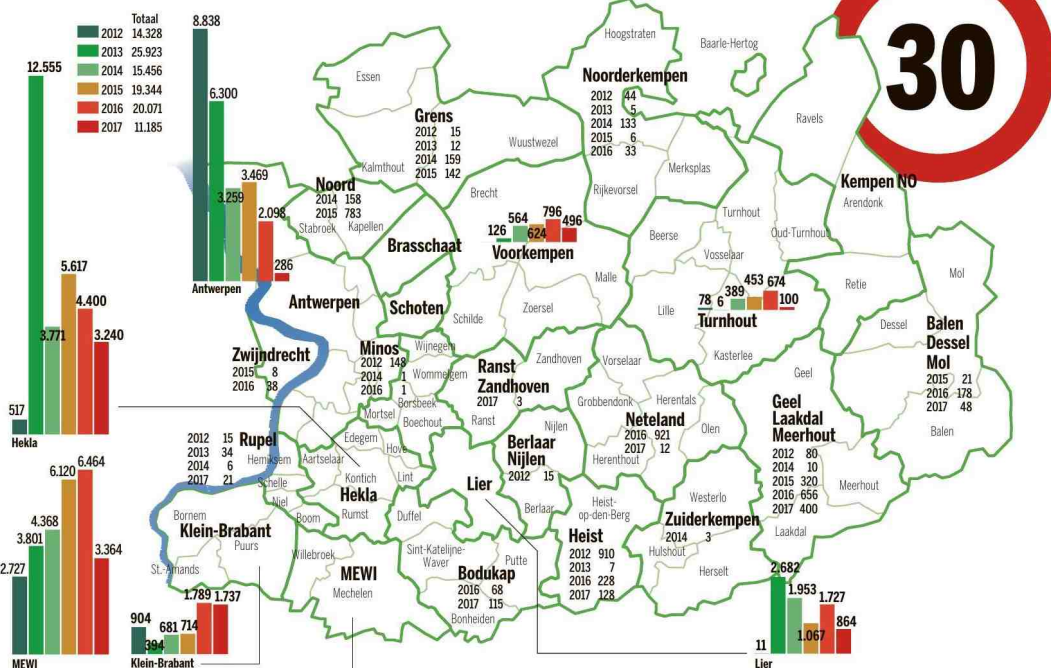 Totaal
2012 14.328
2013 25.923
2014 15.456
2015 19.344
2016 20.071
2017 11.185
30
8.838
6.300
3.259
3.469
2.098
286
Antwerpen
12.555
517
3.771
5.617
4.400
3.240
Hekla
2.727
3.801
4.368
6.120
6.464
3.364
MEWI
904
394
681
714
1.789
1.737
Klein-Brabant
Essen
Kalmthout
Grens
2012 15
2013 12
2014 159
2015 142
Wuustwezel
Brecht
Hoogstraten
Baarle-Hertog
Noorderkempen
2012 44
2013 5
2014 133
2015 6
2016 33
Rijkevorsel
Merksplas
Ravels
Kempen NO
Arendonk
Turnhout
Oud-Turnhout
Beerse
Vosselaar
Noord
2014 158
2015 783
Stabroek
Kapellen
Brasschaat
126
564
624
796
496
Voorkempen
Malle
Zoersel
Schilde
Schoten
Antwerpen
78
6
389
453
674
100
Turnhout
Lille
Kasterlee
Retie
Dessel
Mol
Balen
Dessel
Mol
2015 21
2016 178
2017 48
Balen
Zwijndrecht
2015 8
2016 38
Minos
2012 148
2014 1
2016 1
Wijnegem
Wommelgem
Borsbeek
Mortsel
Boechout
Ranst
Zandhoven
2017 3
Ranst
Zandhoven
Vorselaar
Grobbendonk
Herentals
Neteland
2016 921
2017 12
Olen
Herenthout
Nijlen
Berlaar
Nijlen
2012 15
Berlaar
Geel
Geel
Laakdal
Meerhout
2012 80
2014 10
2015 320
2016 656
2017 400
Meerhout
Laakdal
Rupel
2012 15
2013 34
2014 6
2017 21
Hemiksem
Schelle
Niel
Boom
Aartselaar
Edegem
Hove
Kontich
Lint
Hekla
Rumst
Lier
Duffel
Bornem
Klein-Brabant
Puurs
St.-Amands
Willebroek
MEWI
Mechelen
Sint-Katelijne-
Waver
Putte
Bodukap
2016 68
2017 115
Bonheiden
Heist-
op-den-Berg
Heist
2012 910
2013 7
2016 228
2017 128
Westerlo
Zuiderkempen
2014 3
Hulshout
Herselt
11
2.682
1.953
1.067
1.727
864
Lier